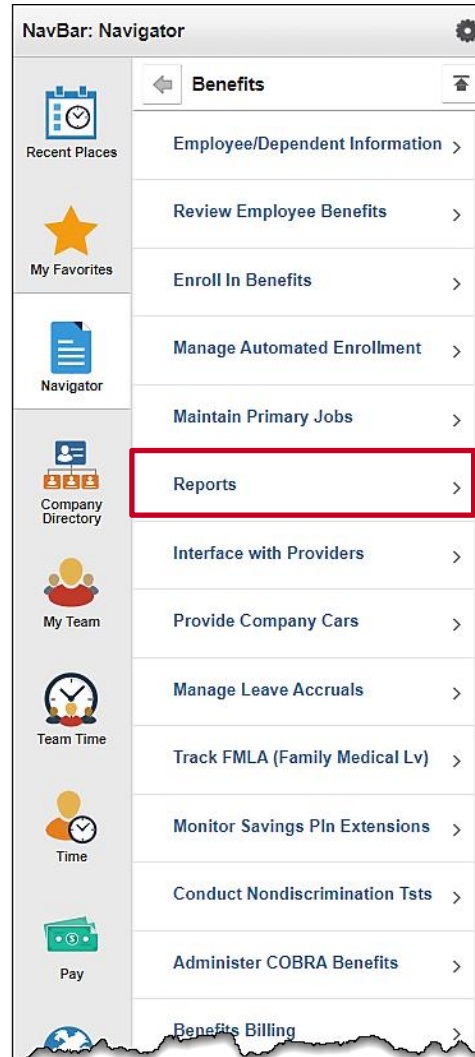 NavBar: Navigator
Recent Places
My Favorites
Navigator
Company
Directory
My Team
Team Time
Time
Pay
Benefits
Employee/Dependent Information
Review Employee Benefits
Enroll In Benefits
Manage Automated Enrollment
Maintain Primary Jobs
Reports
Interface with Providers
Provide Company Cars
Manage Leave Accruals
Track FMLA (Family Medical Lv)
Monitor Savings Pln Extensions
Conduct Nondiscrimination Tsts
Administer COBRA Benefits
Benefits Billing